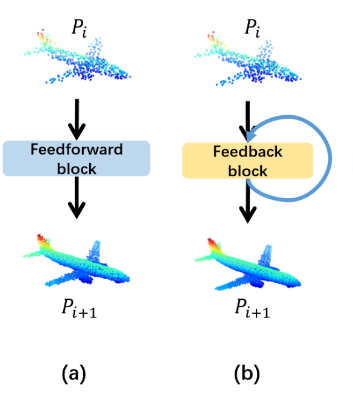 P_i
P_i
Feedforward
block
Feedback
block
P_{i+1}
P_{i+1}
(a)
(b)